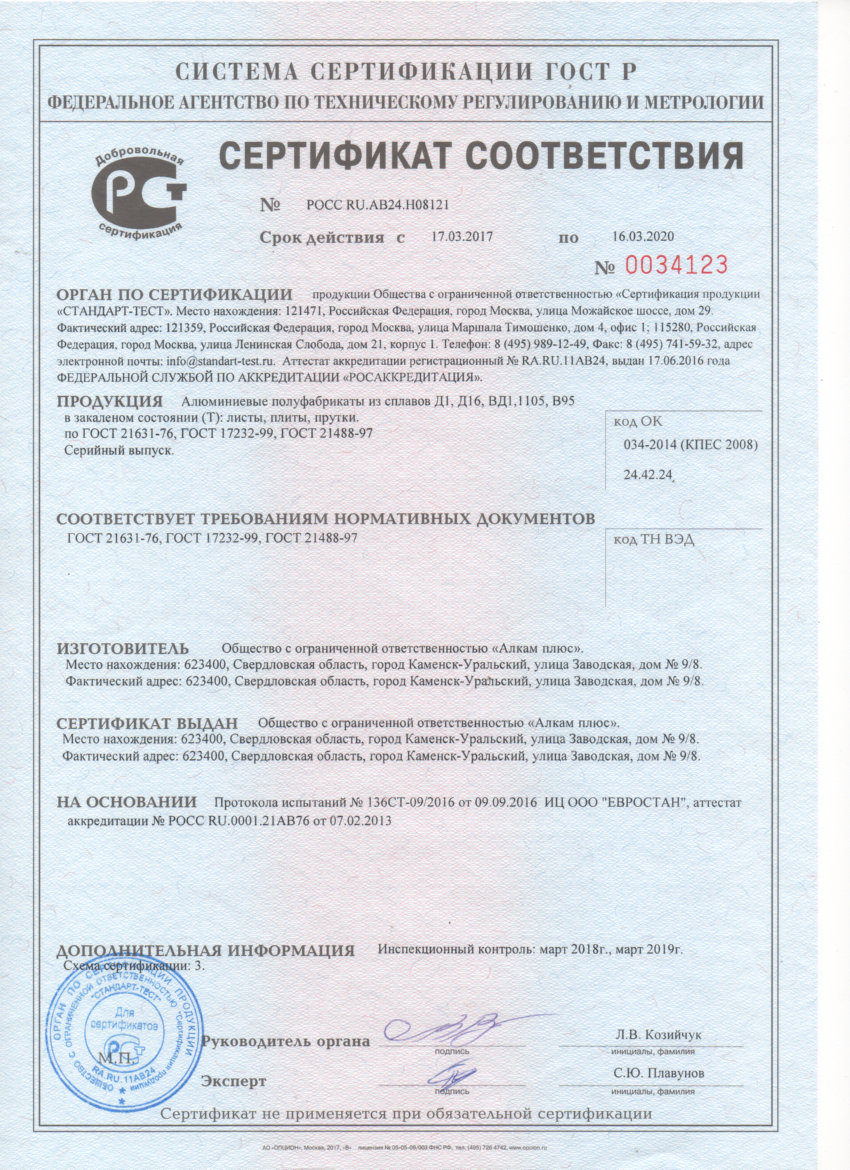 СИСТЕМА СЕРТИФИКАЦИИ ГОСТ Р
ФЕДЕРАЛЬНОЕ АГЕНТСТВО ПО ТЕХНИЧЕСКОМУ РЕГУЛИРОВАНИЮ И МЕТРОЛОГИИ
Добровольная
сертификация
СЕРТИФИКАТ СООТВЕТСТВИЯ
№ РОСС RU.АВ24.Н08121
Срок действия с 17.03.2017 по 16.03.2020
№ 0034123
ОРГАН ПО СЕРТИФИКАЦИИ продукции Общества с ограниченной ответственностью «Сертификация продукции
«СТАНДАРТ-ТЕСТ». Место нахождения: 121471, Российская Федерация, город Москва, улица Можайское шоссе, дом 29.
Фактический адрес: 121359, Российская Федерация, город Москва, улица Маршала Тимошенко, дом 4, офис 1; 115280, Российская
Федерация, город Москва, улица Ленинская Слобода, дом 21, корпус 1. Телефон: 8 (495) 989-12-49, Факс: 8 (495) 741-59-32, адрес
электронной почты: info@standart-test.ru. Аттестат аккредитации регистрационный № RA.RU.11АВ24, выдан 17.06.2016 года
ФЕДЕРАЛЬНОЙ СЛУЖБОЙ ПО АККРЕДИТАЦИИ «РОСАККРЕДИТАЦИЯ».
ПРОДУКЦИЯ Алюминиевые полуфабрикаты из сплавов Д1, Д16, ВД1,1105, В95
в закаленом состоянии (Т): листы, плиты, прутки.
по ГОСТ 21631-76, ГОСТ 17232-99, ГОСТ 21488-97
Серийный выпуск.
код ОК
034-2014 (КПЕС 2008)
24.42.24
СООТВЕТСТВУЕТ ТРЕБОВАНИЯМ НОРМАТИВНЫХ ДОКУМЕНТОВ
ГОСТ 21631-76, ГОСТ 17232-99, ГОСТ 21488-97
код ТН ВЭД
ИЗГОТОВИТЕЛЬ Общество с ограниченной ответственностью «Алкам плюс».
Место нахождения: 623400, Свердловская область, город Каменск-Уральский, улица Заводская, дом № 9/8.
Фактический адрес: 623400, Свердловская область, город Каменск-Уральский, улица Заводская, дом № 9/8.
СЕРТИФИКАТ ВЫДАН Общество с ограниченной ответственностью «Алкам плюс».
Место нахождения: 623400, Свердловская область, город Каменск-Уральский, улица Заводская, дом № 9/8.
Фактический адрес: 623400, Свердловская область, город Каменск-Уральский, улица Заводская, дом № 9/8.
НА ОСНОВАНИИ Протокола испытаний № 136СТ-09/2016 от 09.09.2016 ИЦ ООО "ЕВРОСТАН", аттестат
аккредитации № РОСС RU.0001.21АВ76 от 07.02.2013
ДОПОЛНИТЕЛЬНАЯ ИНФОРМАЦИЯ Инспекционный контроль: март 2018г., март 2019г.
Схема сертификации: 3.
ОРГАН ПО СЕРТИФИКАЦИИ ПРОДУКЦИИ
ОБЩЕСТВО С ОГРАНИЧЕННОЙ ОТВЕТСТВЕННОСТЬЮ "Сертификация продукции
"СТАНДАРТ-ТЕСТ"
Для
сертификатов
RA.RU.11АВ24
М.П.
Руководитель органа
подпись
Л.В. Козийчук
инициалы, фамилия
Эксперт
подпись
С.Ю. Плавунов
инициалы, фамилия
Сертификат не применяется при обязательной сертификации
АО «ОПЦИОН», Москва, 2017, «В» лицензия № 05-05-09/003 ФНС РФ, тел. (495) 726 4742, www.opcion.ru